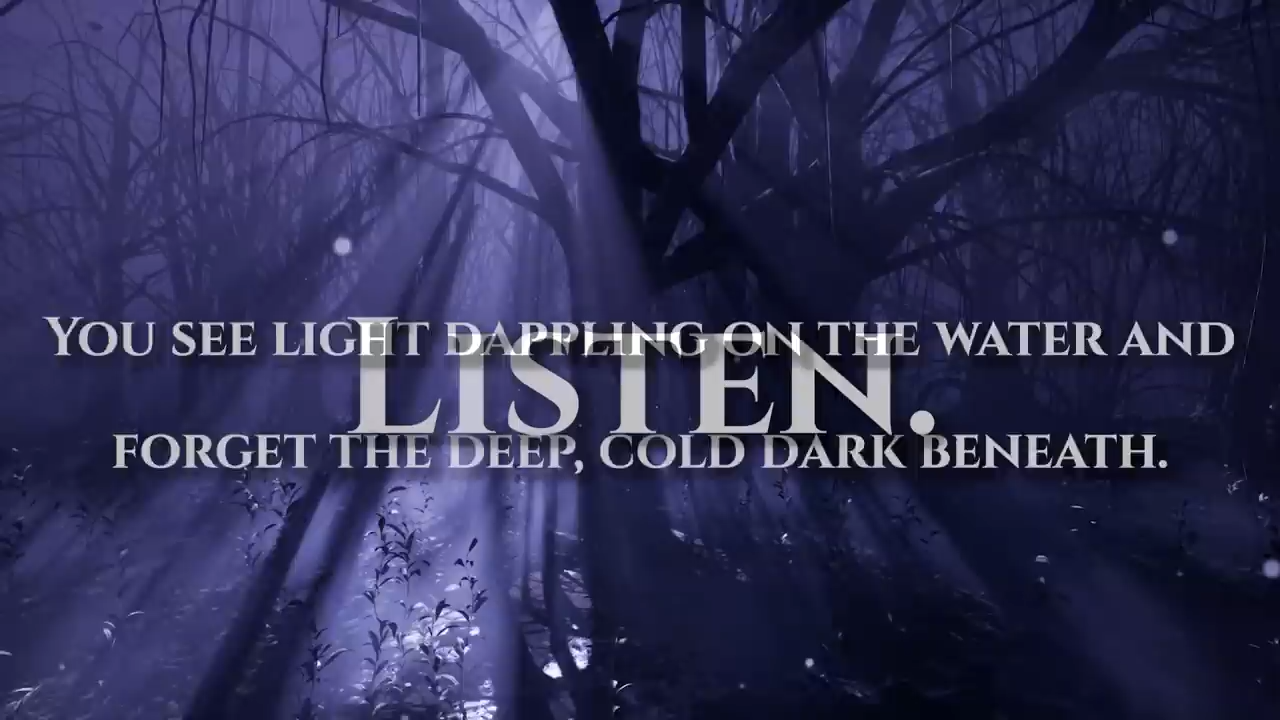 You see light dappling on the water and
Listen.
forget the deep, cold dark beneath.